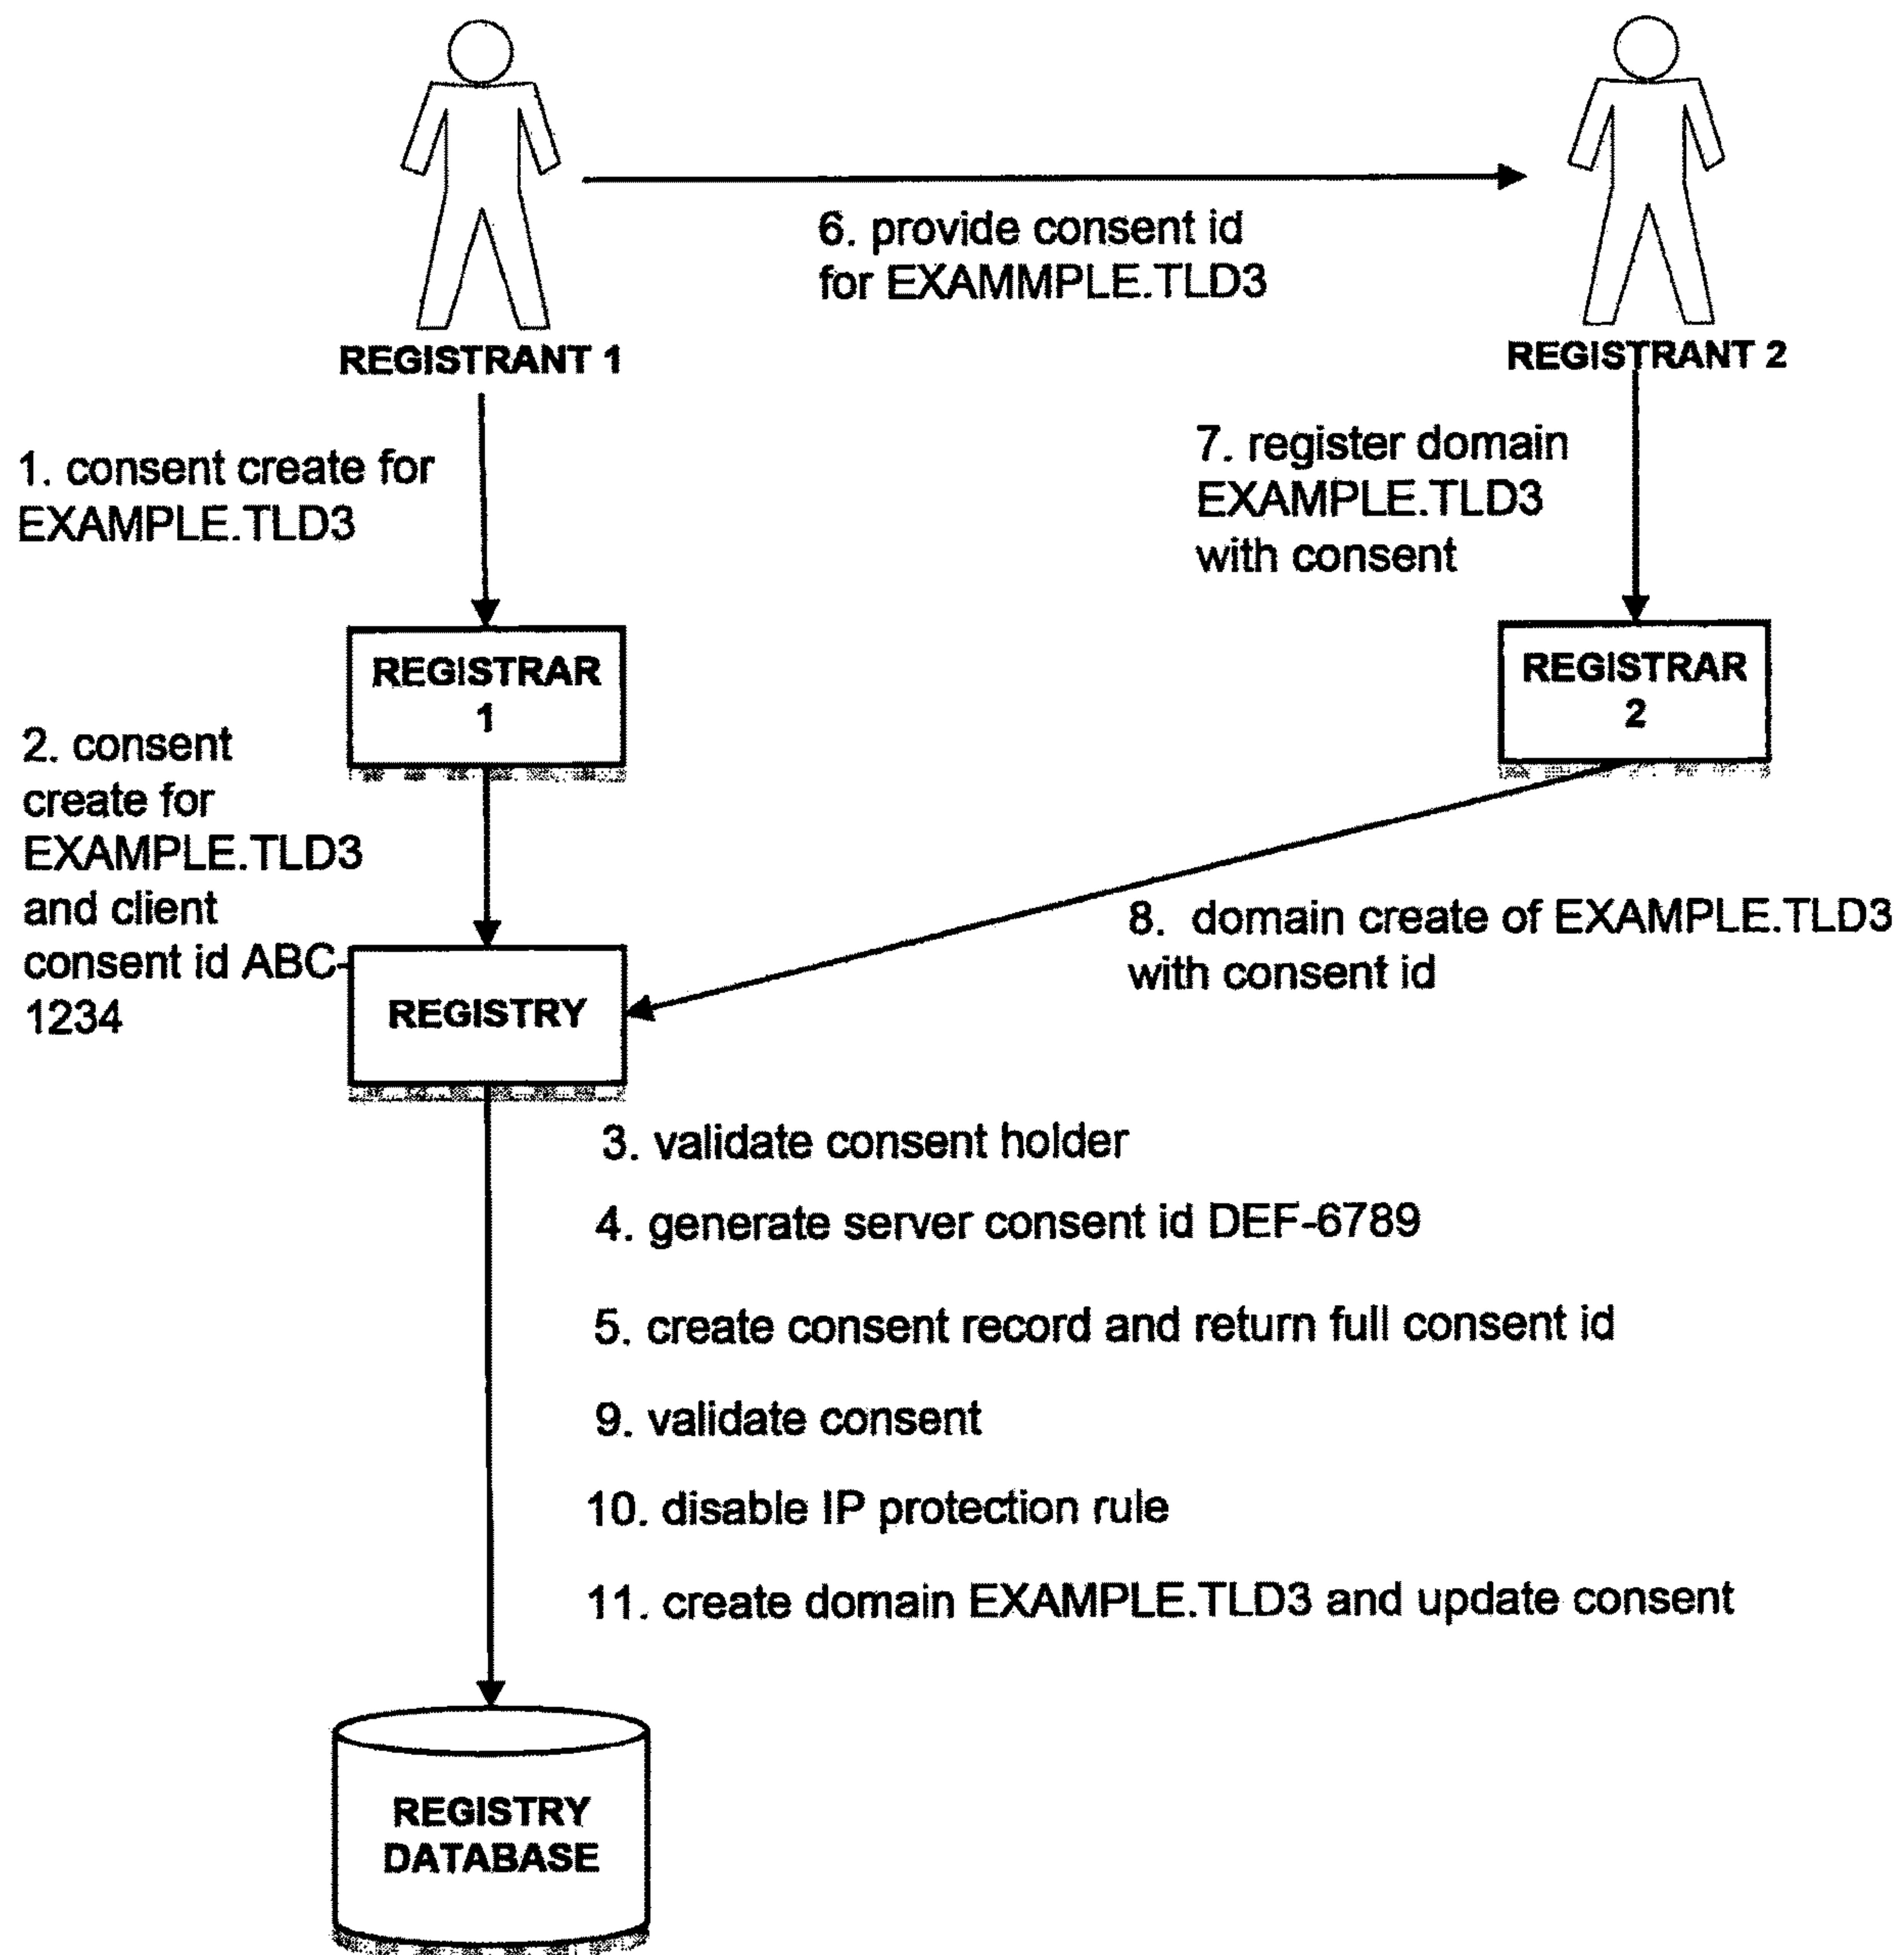 6. provide consent id
for EXAMMPLE.TLD3
REGISTRANT 1
REGISTRANT 2
1. consent create for
EXAMPLE.TLD3
7. register domain
EXAMPLE.TLD3
with consent
REGISTRAR
1
REGISTRAR
2
2. consent
create for
EXAMPLE.TLD3
and client
consent id ABC-
1234
8. domain create of EXAMPLE.TLD3
with consent id
REGISTRY
3. validate consent holder
4. generate server consent id DEF-6789
5. create consent record and return full consent id
9. validate consent
10. disable IP protection rule
11. create domain EXAMPLE.TLD3 and update consent
REGISTRY
DATABASE